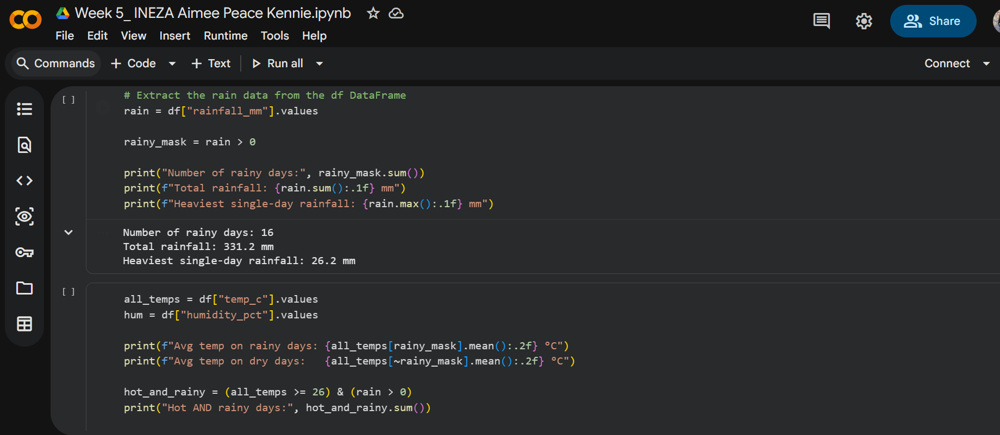 Week 5_ INEZA Aimee Peace Kennie.ipynb
File Edit View Insert Runtime Tools Help
Share
Commands + Code + Text Run all
Connect
[ ]
# Extract the rain data from the df DataFrame
rain = df["rainfall_mm"].values
rainy_mask = rain > 0
print("Number of rainy days:", rainy_mask.sum())
print(f"Total rainfall: {rain.sum():.1f} mm")
print(f"Heaviest single-day rainfall: {rain.max():.1f} mm")
Number of rainy days: 16
Total rainfall: 331.2 mm
Heaviest single-day rainfall: 26.2 mm
[ ]
all_temps = df["temp_c"].values
hum = df["humidity_pct"].values
print(f"Avg temp on rainy days: {all_temps[rainy_mask].mean():.2f} °C")
print(f"Avg temp on dry days:   {all_temps[~rainy_mask].mean():.2f} °C")
hot_and_rainy = (all_temps >= 26) & (rain > 0)
print("Hot AND rainy days:", hot_and_rainy.sum())